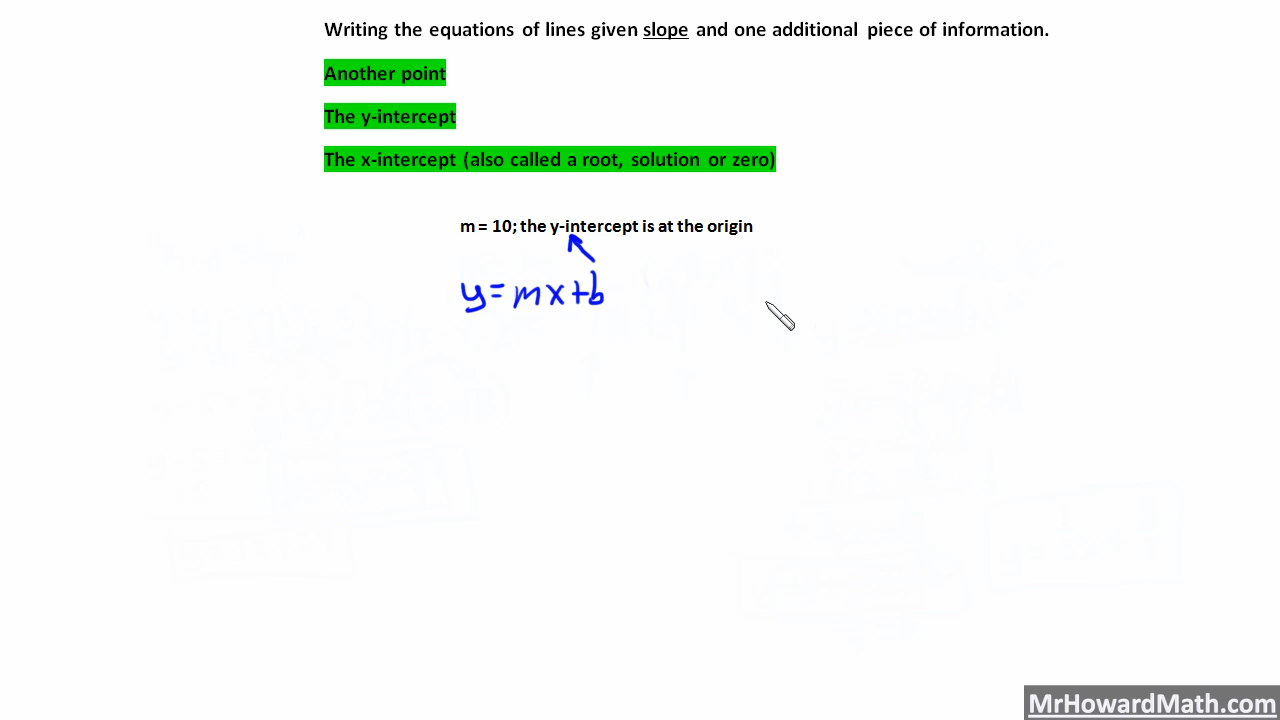 Writing the equations of lines given slope and one additional piece of information.
Another point
The y-intercept
The x-intercept (also called a root, solution or zero)
m = 10; the y-intercept is at the origin
y = mx+b
MrHowardMath.com